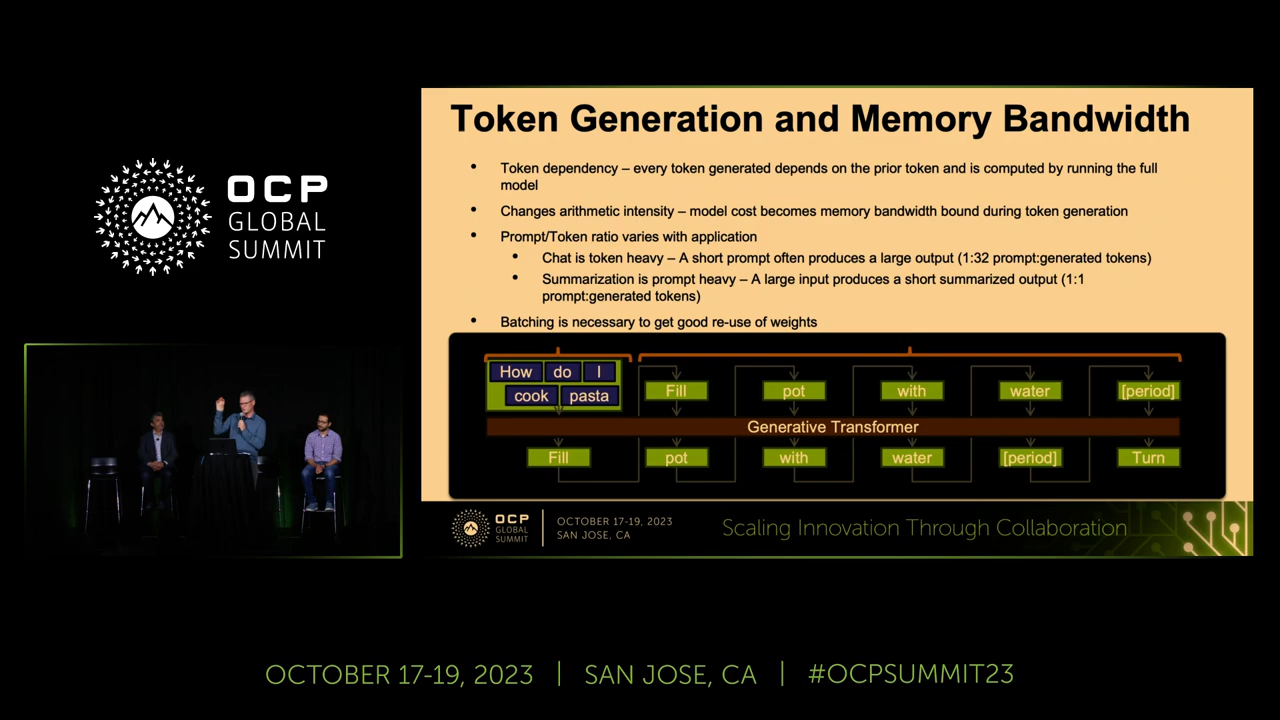 OCP
GLOBAL
SUMMIT
Token Generation and Memory Bandwidth
• Token dependency – every token generated depends on the prior token and is computed by running the full
model
• Changes arithmetic intensity – model cost becomes memory bandwidth bound during token generation
• Prompt/Token ratio varies with application
• Chat is token heavy – A short prompt often produces a large output (1:32 prompt:generated tokens)
• Summarization is prompt heavy – A large input produces a short summarized output (1:1
prompt:generated tokens)
• Batching is necessary to get good re-use of weights
How do I
cook pasta
Fill pot with water [period]
Generative Transformer
Fill pot with water [period] Turn
OCP
GLOBAL
SUMMIT
OCTOBER 17-19, 2023
SAN JOSE, CA
Scaling Innovation Through Collaboration
OCTOBER 17-19, 2023 | SAN JOSE, CA | #OCPSUMMIT23